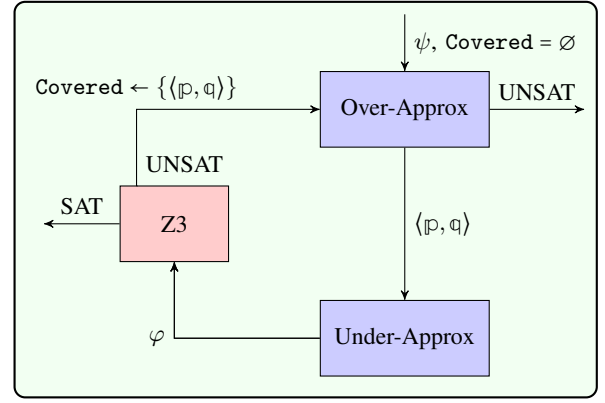 ψ, Covered = ∅
Covered ← {⟨𝕡, 𝕢⟩}
Over-Approx
UNSAT
UNSAT
SAT
Z3
⟨𝕡, 𝕢⟩
φ
Under-Approx